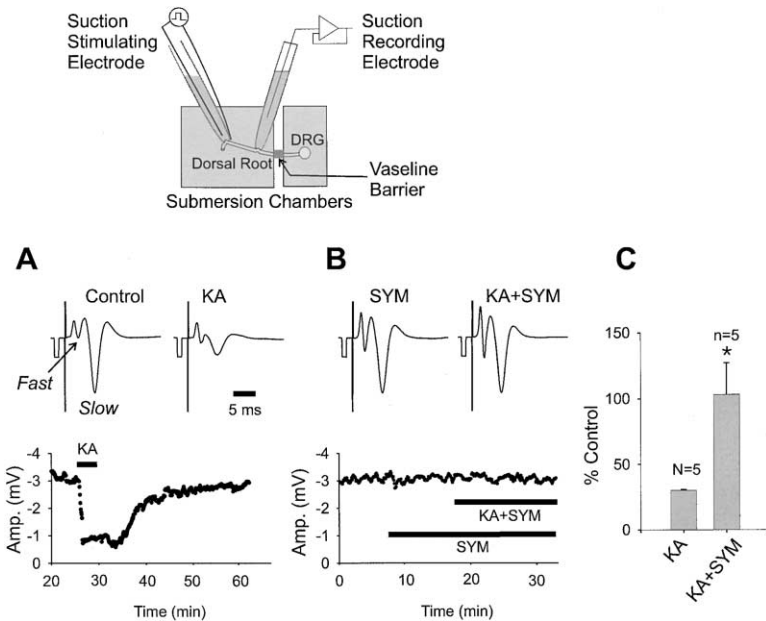 Suction
Stimulating
Electrode
Suction
Recording
Electrode
DRG
Dorsal Root
Vaseline
Barrier
Submersion Chambers
A
Control
KA
Fast
Slow
5 ms
KA
Amp. (mV)
-4
-3
-2
-1
0
20 30 40 50 60
Time (min)
B
SYM
KA+SYM
Amp. (mV)
-4
-3
-2
-1
0
KA+SYM
SYM
0 10 20 30
Time (min)
C
% Control
150
100
50
0
n=5
*
N=5
KA
KA+SYM